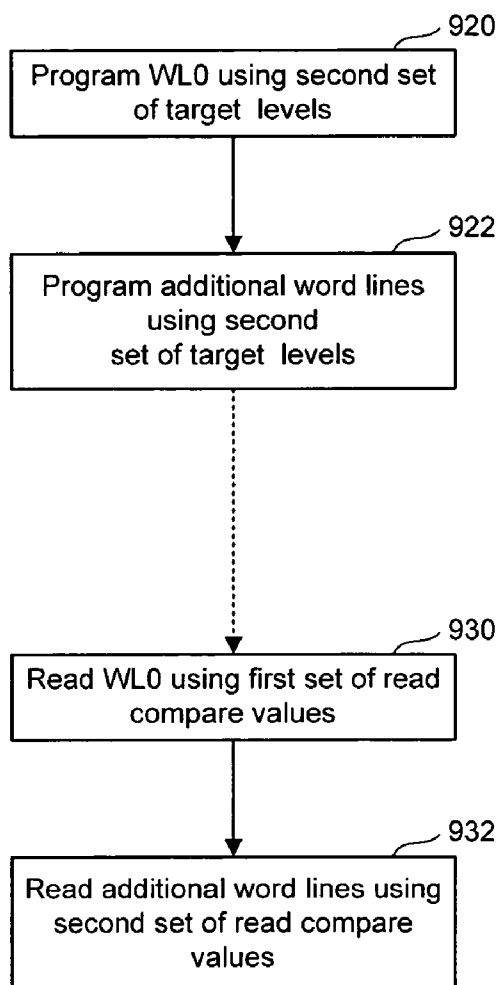 920
Program WL0 using second set
of target levels
922
Program additional word lines
using second
set of target levels
930
Read WL0 using first set of read
compare values
932
Read additional word lines using
second set of read compare
values